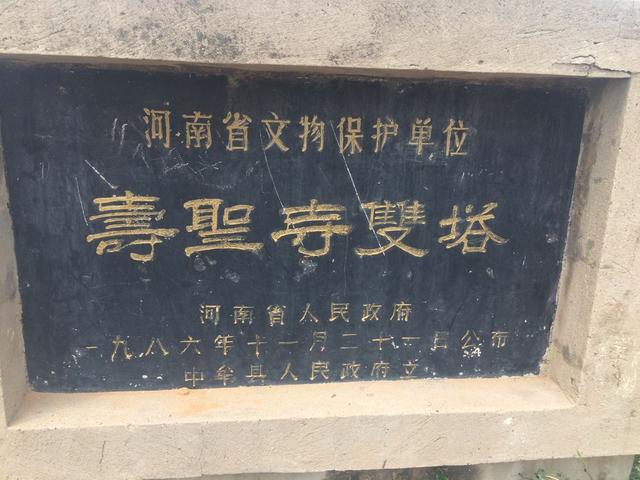 河南省文物保护单位
壽聖寺雙塔
河南省人民政府
一九八六年十一月二十一日公布
中牟县人民政府立